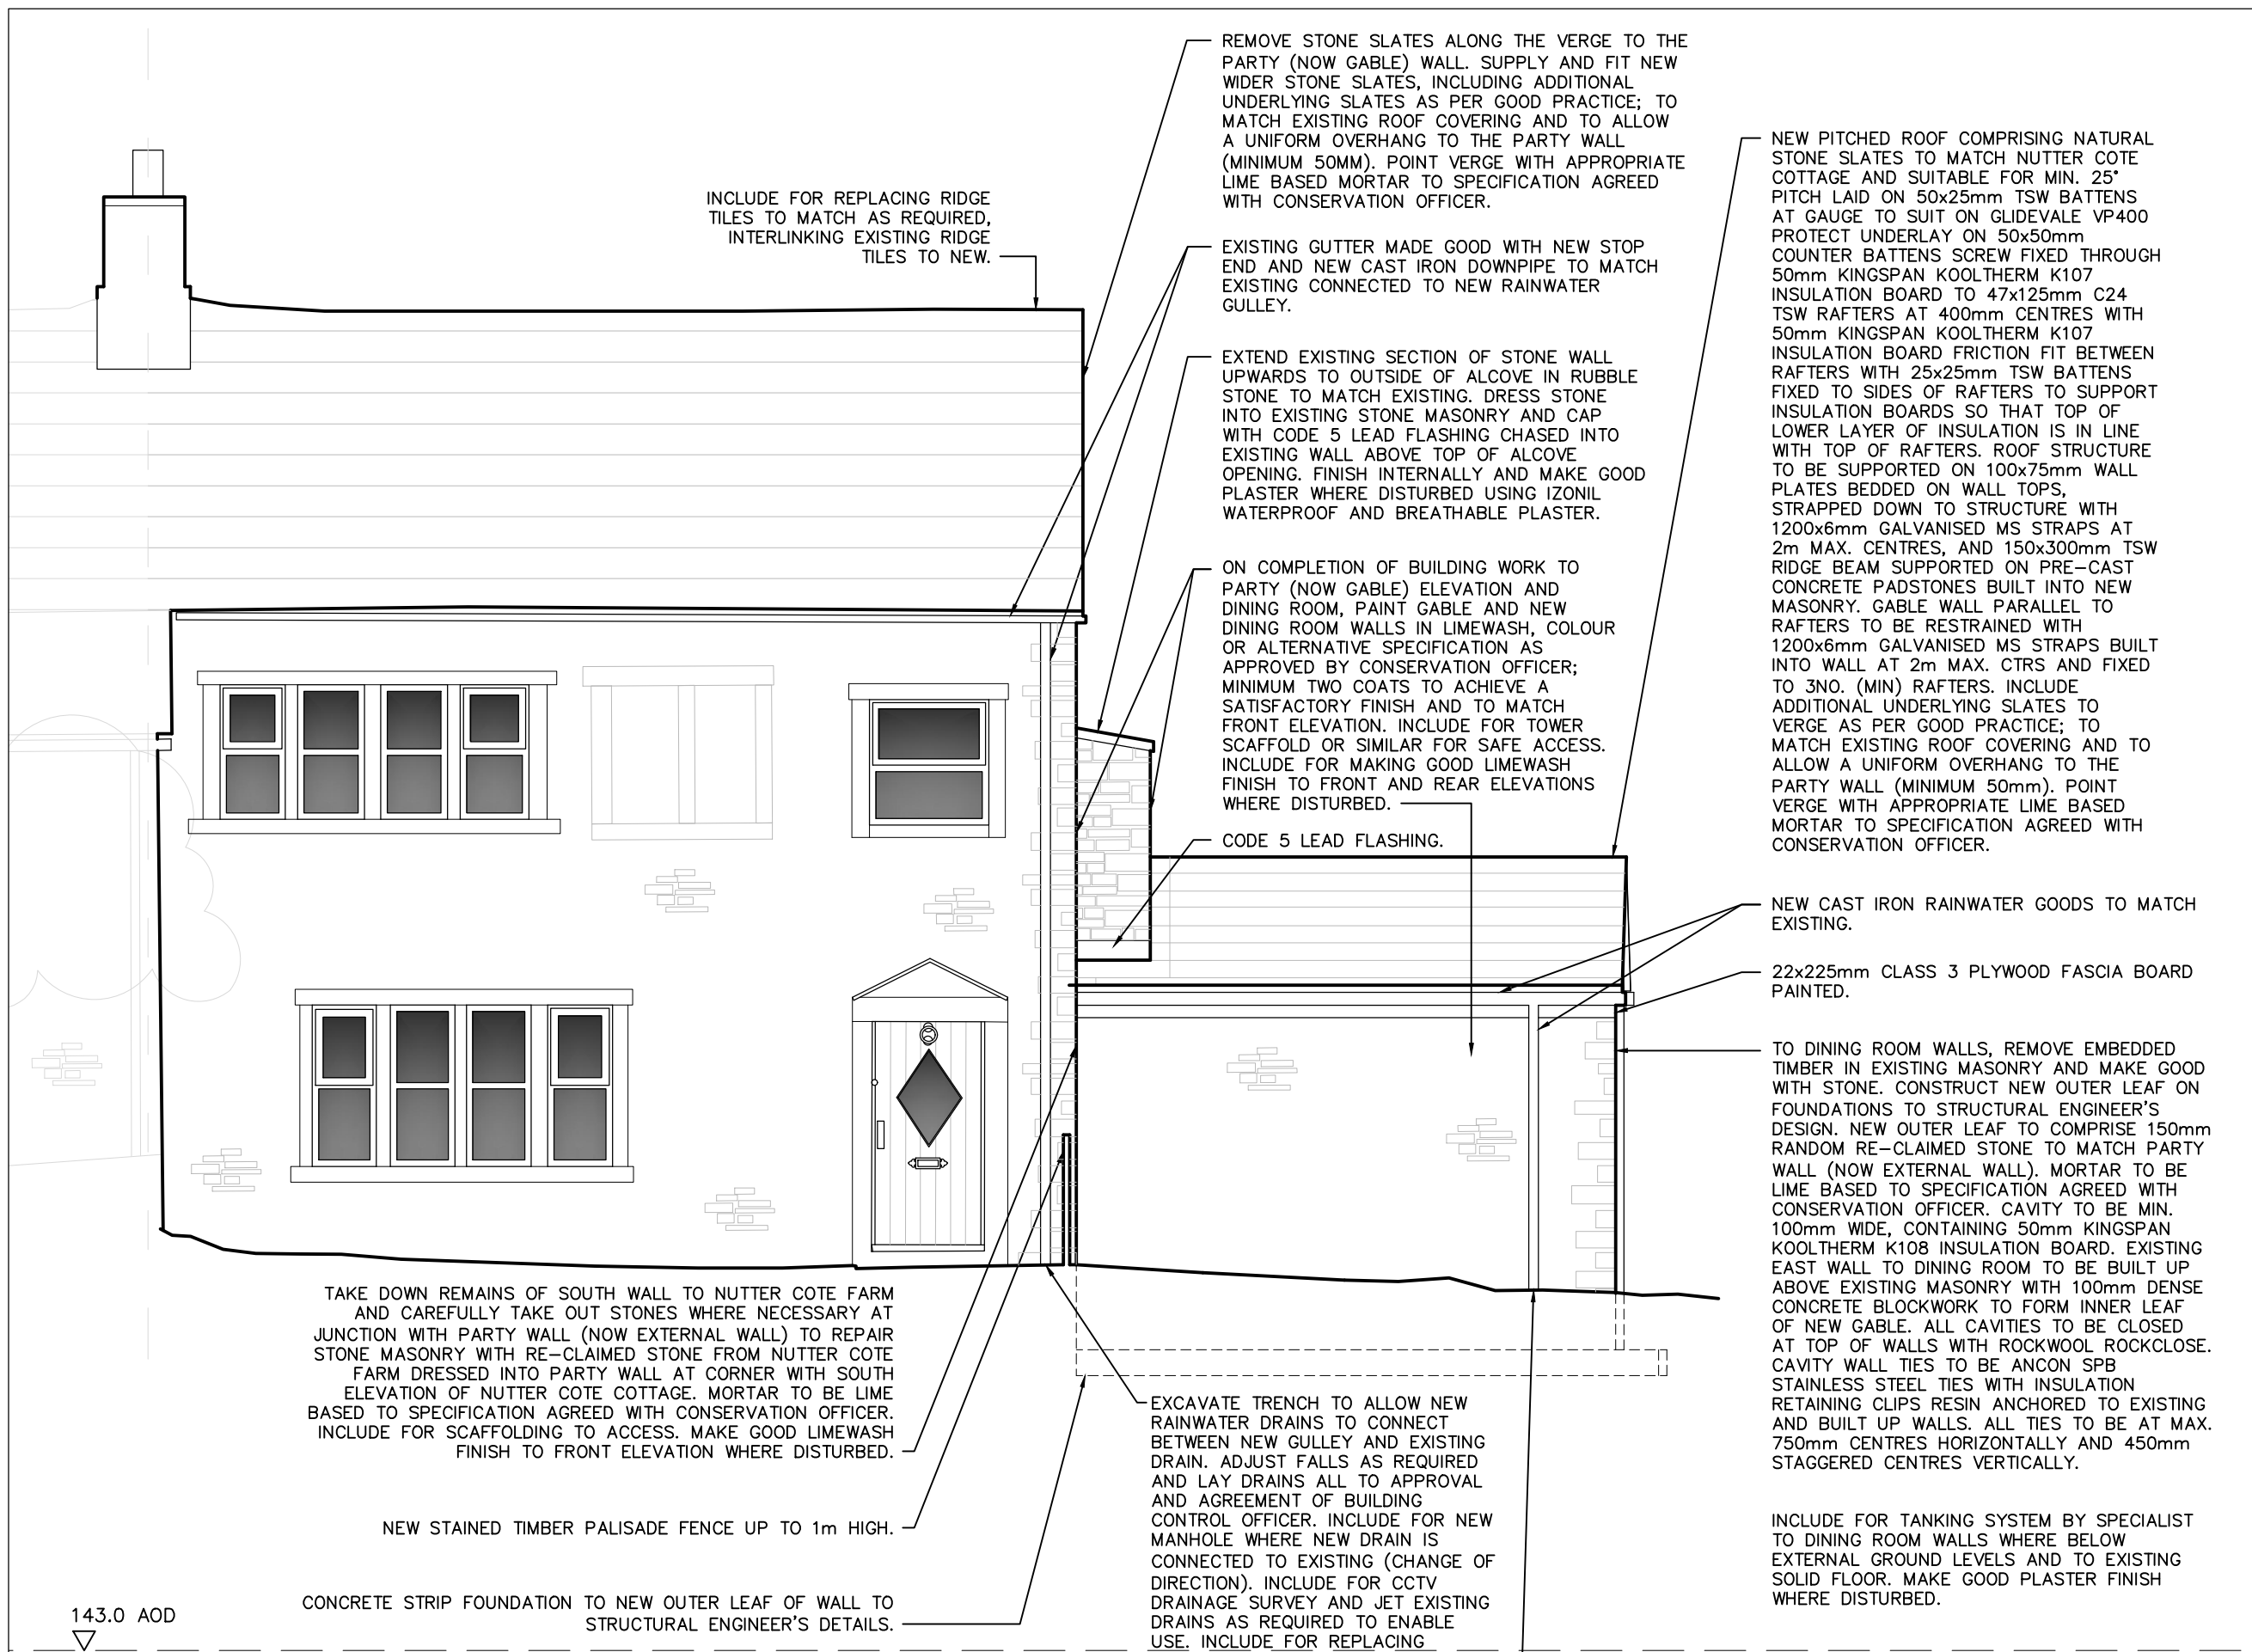 REMOVE STONE SLATES ALONG THE VERGE TO THE
PARTY (NOW GABLE) WALL. SUPPLY AND FIT NEW
WIDER STONE SLATES, INCLUDING ADDITIONAL
UNDERLYING SLATES AS PER GOOD PRACTICE; TO
MATCH EXISTING ROOF COVERING AND TO ALLOW
A UNIFORM OVERHANG TO THE PARTY WALL
(MINIMUM 50MM). POINT VERGE WITH APPROPRIATE
LIME BASED MORTAR TO SPECIFICATION AGREED
WITH CONSERVATION OFFICER.
INCLUDE FOR REPLACING RIDGE
TILES TO MATCH AS REQUIRED,
INTERLINKING EXISTING RIDGE
TILES TO NEW.
EXISTING GUTTER MADE GOOD WITH NEW STOP
END AND NEW CAST IRON DOWNPIPE TO MATCH
EXISTING CONNECTED TO NEW RAINWATER
GULLEY.
EXTEND EXISTING SECTION OF STONE WALL
UPWARDS TO OUTSIDE OF ALCOVE IN RUBBLE
STONE TO MATCH EXISTING. DRESS STONE
INTO EXISTING STONE MASONRY AND CAP
WITH CODE 5 LEAD FLASHING CHASED INTO
EXISTING WALL ABOVE TOP OF ALCOVE
OPENING. FINISH INTERNALLY AND MAKE GOOD
PLASTER WHERE DISTURBED USING IZONIL
WATERPROOF AND BREATHABLE PLASTER.
ON COMPLETION OF BUILDING WORK TO
PARTY (NOW GABLE) ELEVATION AND
DINING ROOM, PAINT GABLE AND NEW
DINING ROOM WALLS IN LIMEWASH, COLOUR
OR ALTERNATIVE SPECIFICATION AS
APPROVED BY CONSERVATION OFFICER;
MINIMUM TWO COATS TO ACHIEVE A
SATISFACTORY FINISH AND TO MATCH
FRONT ELEVATION. INCLUDE FOR TOWER
SCAFFOLD OR SIMILAR FOR SAFE ACCESS.
INCLUDE FOR MAKING GOOD LIMEWASH
FINISH TO FRONT AND REAR ELEVATIONS
WHERE DISTURBED.
CODE 5 LEAD FLASHING.
NEW PITCHED ROOF COMPRISING NATURAL
STONE SLATES TO MATCH NUTTER COTE
COTTAGE AND SUITABLE FOR MIN. 25°
PITCH LAID ON 50x25mm TSW BATTENS
AT GAUGE TO SUIT ON GLIDEVALE VP400
PROTECT UNDERLAY ON 50x50mm
COUNTER BATTENS SCREW FIXED THROUGH
50mm KINGSPAN KOOLTHERM K107
INSULATION BOARD TO 47x125mm C24
TSW RAFTERS AT 400mm CENTRES WITH
50mm KINGSPAN KOOLTHERM K107
INSULATION BOARD FRICTION FIT BETWEEN
RAFTERS WITH 25x25mm TSW BATTENS
FIXED TO SIDES OF RAFTERS TO SUPPORT
INSULATION BOARDS SO THAT TOP OF
LOWER LAYER OF INSULATION IS IN LINE
WITH TOP OF RAFTERS. ROOF STRUCTURE
TO BE SUPPORTED ON 100x75mm WALL
PLATES BEDDED ON WALL TOPS,
STRAPPED DOWN TO STRUCTURE WITH
1200x6mm GALVANISED MS STRAPS AT
2m MAX. CENTRES, AND 150x300mm TSW
RIDGE BEAM SUPPORTED ON PRE-CAST
CONCRETE PADSTONES BUILT INTO NEW
MASONRY. GABLE WALL PARALLEL TO
RAFTERS TO BE RESTRAINED WITH
1200x6mm GALVANISED MS STRAPS BUILT
INTO WALL AT 2m MAX. CTRS AND FIXED
TO 3NO. (MIN) RAFTERS. INCLUDE
ADDITIONAL UNDERLYING SLATES TO
VERGE AS PER GOOD PRACTICE; TO
MATCH EXISTING ROOF COVERING AND TO
ALLOW A UNIFORM OVERHANG TO THE
PARTY WALL (MINIMUM 50mm). POINT
VERGE WITH APPROPRIATE LIME BASED
MORTAR TO SPECIFICATION AGREED WITH
CONSERVATION OFFICER.
NEW CAST IRON RAINWATER GOODS TO MATCH
EXISTING.
22x225mm CLASS 3 PLYWOOD FASCIA BOARD
PAINTED.
TO DINING ROOM WALLS, REMOVE EMBEDDED
TIMBER IN EXISTING MASONRY AND MAKE GOOD
WITH STONE. CONSTRUCT NEW OUTER LEAF ON
FOUNDATIONS TO STRUCTURAL ENGINEER'S
DESIGN. NEW OUTER LEAF TO COMPRISE 150mm
RANDOM RE-CLAIMED STONE TO MATCH PARTY
WALL (NOW EXTERNAL WALL). MORTAR TO BE
LIME BASED TO SPECIFICATION AGREED WITH
CONSERVATION OFFICER. CAVITY TO BE MIN.
100mm WIDE, CONTAINING 50mm KINGSPAN
KOOLTHERM K108 INSULATION BOARD. EXISTING
EAST WALL TO DINING ROOM TO BE BUILT UP
ABOVE EXISTING MASONRY WITH 100mm DENSE
CONCRETE BLOCKWORK TO FORM INNER LEAF
OF NEW GABLE. ALL CAVITIES TO BE CLOSED
AT TOP OF WALLS WITH ROCKWOOL ROCKCLOSE.
CAVITY WALL TIES TO BE ANCON SPB
STAINLESS STEEL TIES WITH INSULATION
RETAINING CLIPS RESIN ANCHORED TO EXISTING
AND BUILT UP WALLS. ALL TIES TO BE AT MAX.
750mm CENTRES HORIZONTALLY AND 450mm
STAGGERED CENTRES VERTICALLY.
INCLUDE FOR TANKING SYSTEM BY SPECIALIST
TO DINING ROOM WALLS WHERE BELOW
EXTERNAL GROUND LEVELS AND TO EXISTING
SOLID FLOOR. MAKE GOOD PLASTER FINISH
WHERE DISTURBED.
TAKE DOWN REMAINS OF SOUTH WALL TO NUTTER COTE FARM
AND CAREFULLY TAKE OUT STONES WHERE NECESSARY AT
JUNCTION WITH PARTY WALL (NOW EXTERNAL WALL) TO REPAIR
STONE MASONRY WITH RE-CLAIMED STONE FROM NUTTER COTE
FARM DRESSED INTO PARTY WALL AT CORNER WITH SOUTH
ELEVATION OF NUTTER COTE COTTAGE. MORTAR TO BE LIME
BASED TO SPECIFICATION AGREED WITH CONSERVATION OFFICER.
INCLUDE FOR SCAFFOLDING TO ACCESS. MAKE GOOD LIMEWASH
FINISH TO FRONT ELEVATION WHERE DISTURBED.
NEW STAINED TIMBER PALISADE FENCE UP TO 1m HIGH.
CONCRETE STRIP FOUNDATION TO NEW OUTER LEAF OF WALL TO
STRUCTURAL ENGINEER'S DETAILS.
EXCAVATE TRENCH TO ALLOW NEW
RAINWATER DRAINS TO CONNECT
BETWEEN NEW GULLEY AND EXISTING
DRAIN. ADJUST FALLS AS REQUIRED
AND LAY DRAINS ALL TO APPROVAL
AND AGREEMENT OF BUILDING
CONTROL OFFICER. INCLUDE FOR NEW
MANHOLE WHERE NEW DRAIN IS
CONNECTED TO EXISTING (CHANGE OF
DIRECTION). INCLUDE FOR CCTV
DRAINAGE SURVEY AND JET EXISTING
DRAINS AS REQUIRED TO ENABLE
USE. INCLUDE FOR REPLACING
143.0 AOD